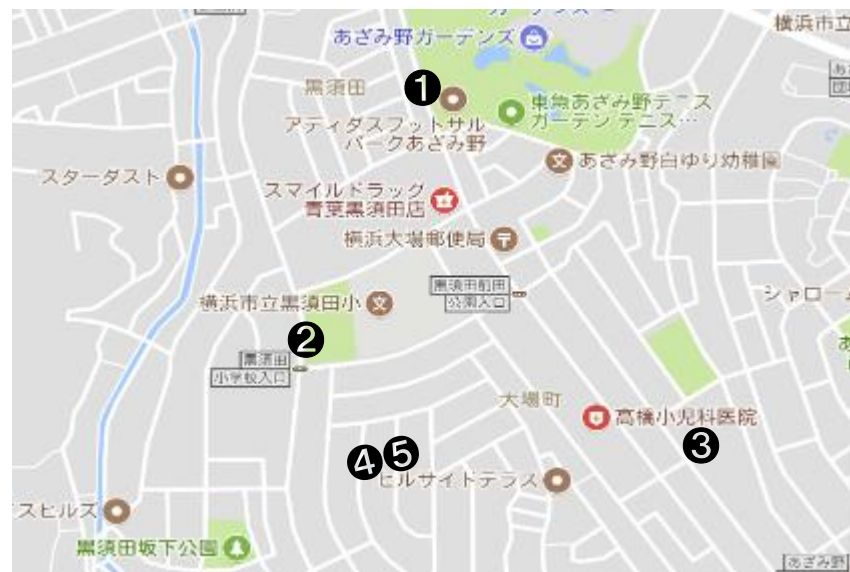 あざみ野ガーデンズ
横浜市立
黒須田
❶
アディダスフットサル
パークあざみ野
東急あざみ野テニス
ガーデン テニス…
あざみ野白ゆり幼稚園
スターダスト
スマイルドラッグ
青葉黒須田店
横浜大場郵便局
黒須田前田
公園入口
シャローム
横浜市立黒須田小
❷
黒須田
小学校入口
大場町
高橋小児科医院
❸
❹ ❺
ヒルサイドテラス
スヒルズ
黒須田坂下公園
あざみ野